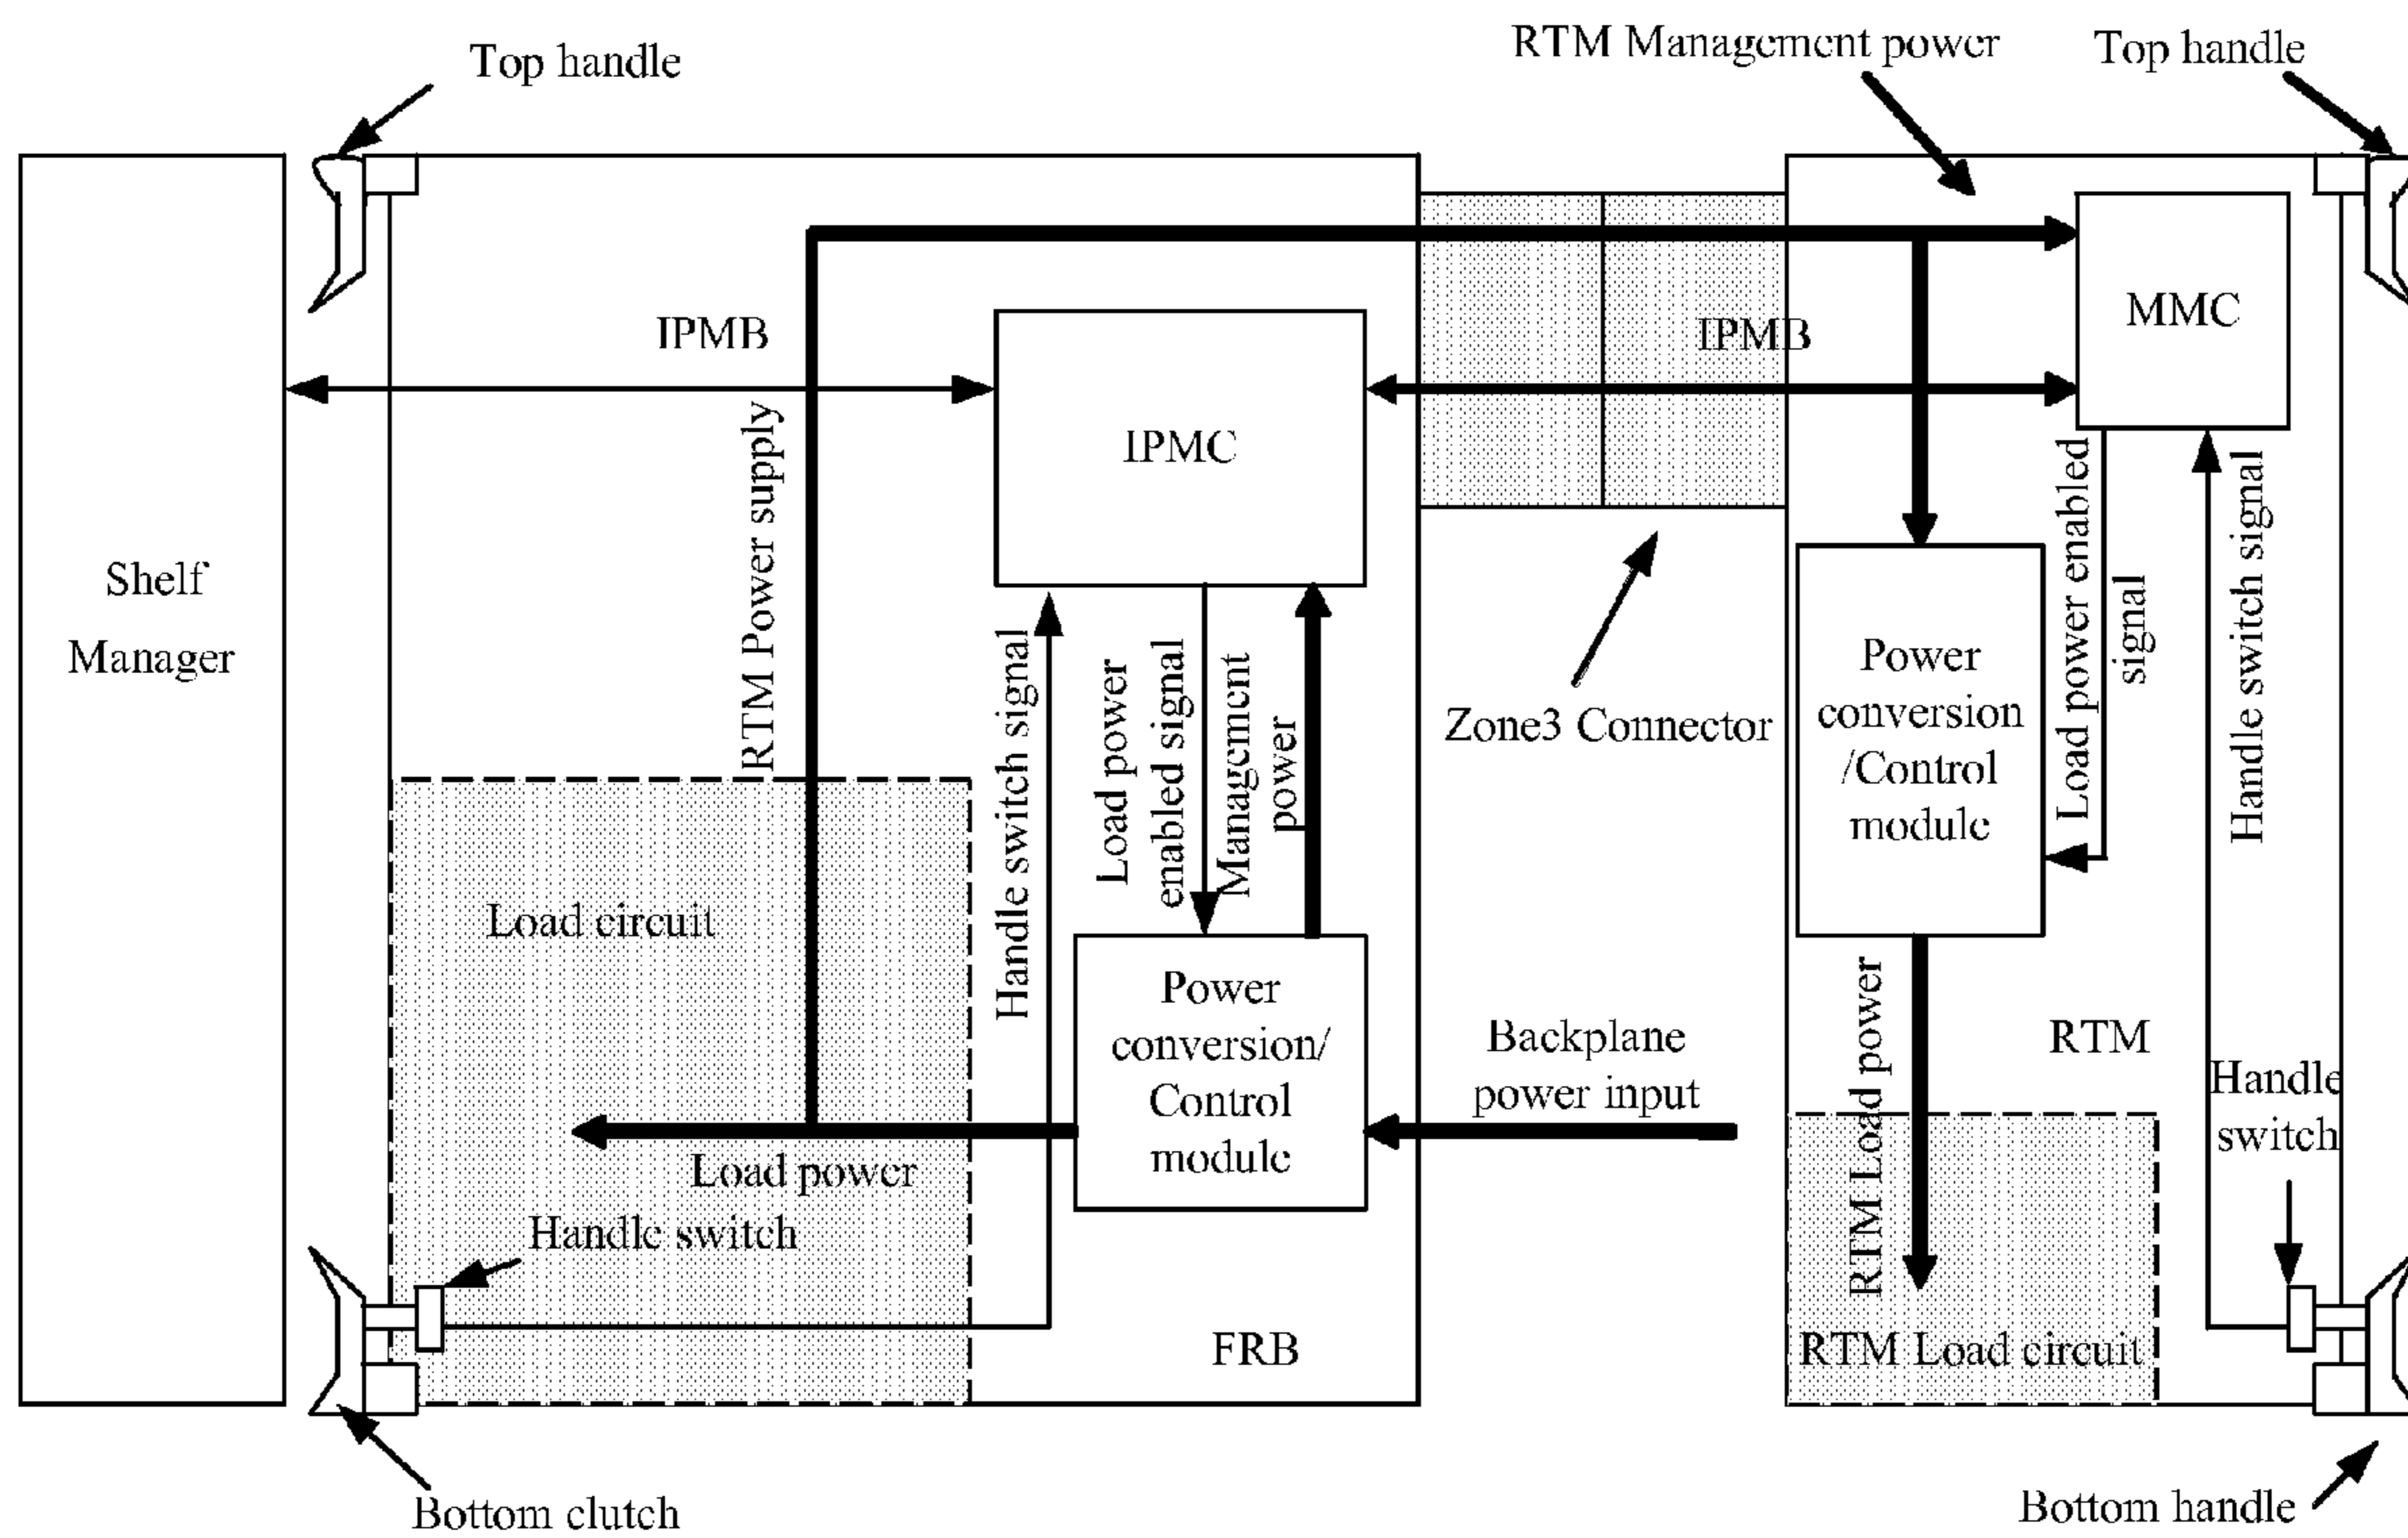 Top handle
RTM Management power
Top handle
Shelf
Manager
IPMB
RTM Power supply
IPMC
IPMB
MMC
Load circuit
Load power
Handle switch signal
Load power
enabled signal
Management
power
Power
conversion/
Control
module
Handle switch
FRB
Bottom clutch
Zone3 Connector
Backplane
power input
Power
conversion
/Control
module
Load power enabled
signal
Handle switch signal
RTM Load power
RTM
Handle
switch
RTM Load circuit
Bottom handle